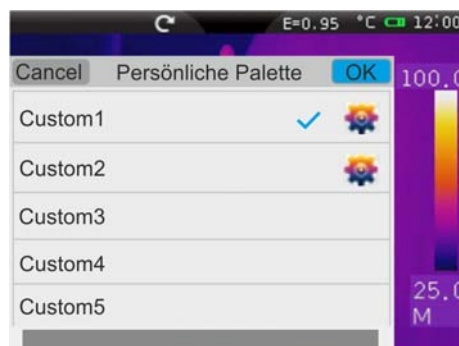 E=0.95 °C 12:00
Cancel Persönliche Palette OK
100.0
Custom1
Custom2
Custom3
Custom4
Custom5
25.0
M